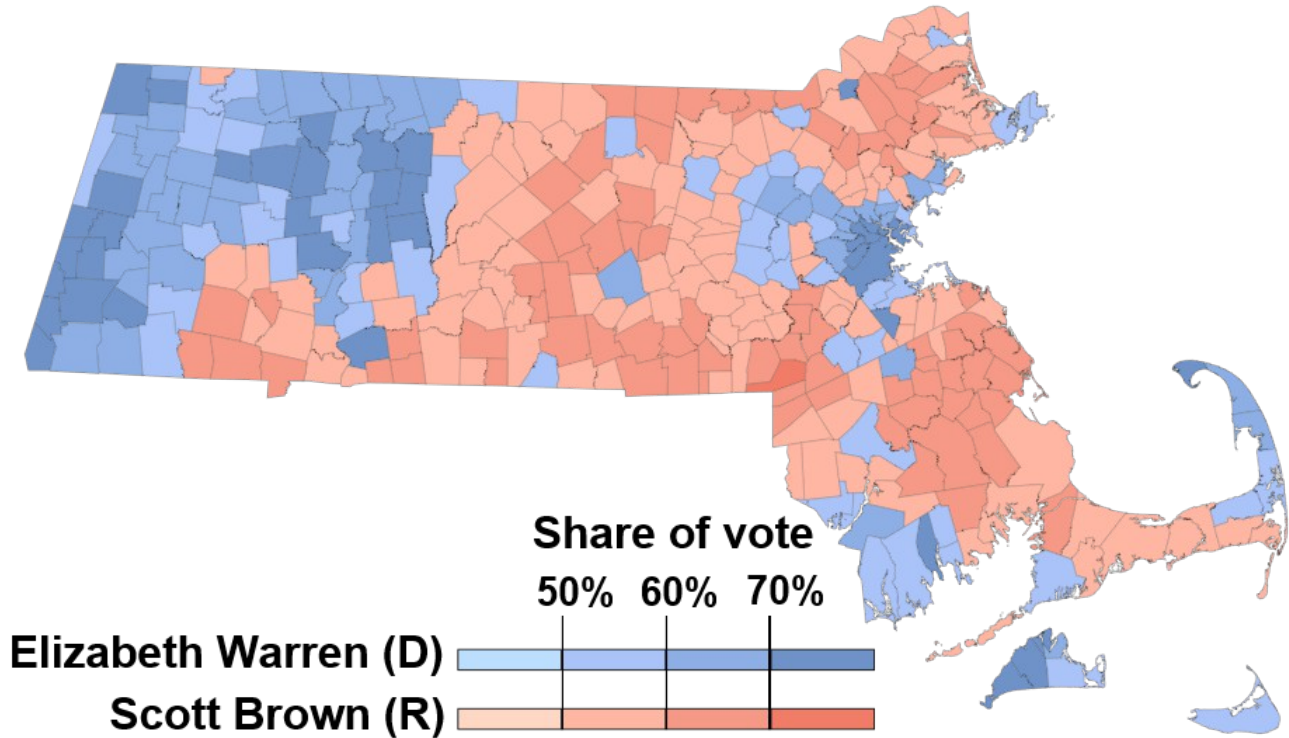 Share of vote
50% 60% 70%
Elizabeth Warren (D)
Scott Brown (R)